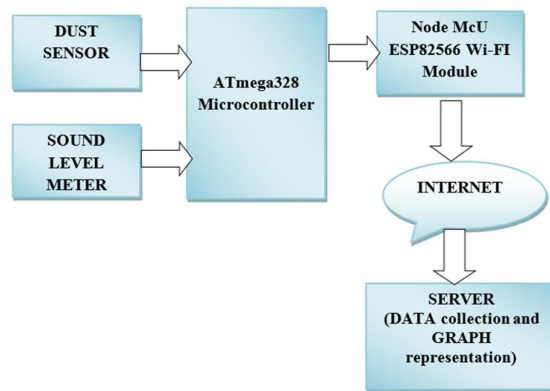 DUST
SENSOR
SOUND
LEVEL
METER
ATmega328
Microcontroller
Node McU
ESP82566 Wi-FI
Module
INTERNET
SERVER
(DATA collection and
GRAPH
representation)